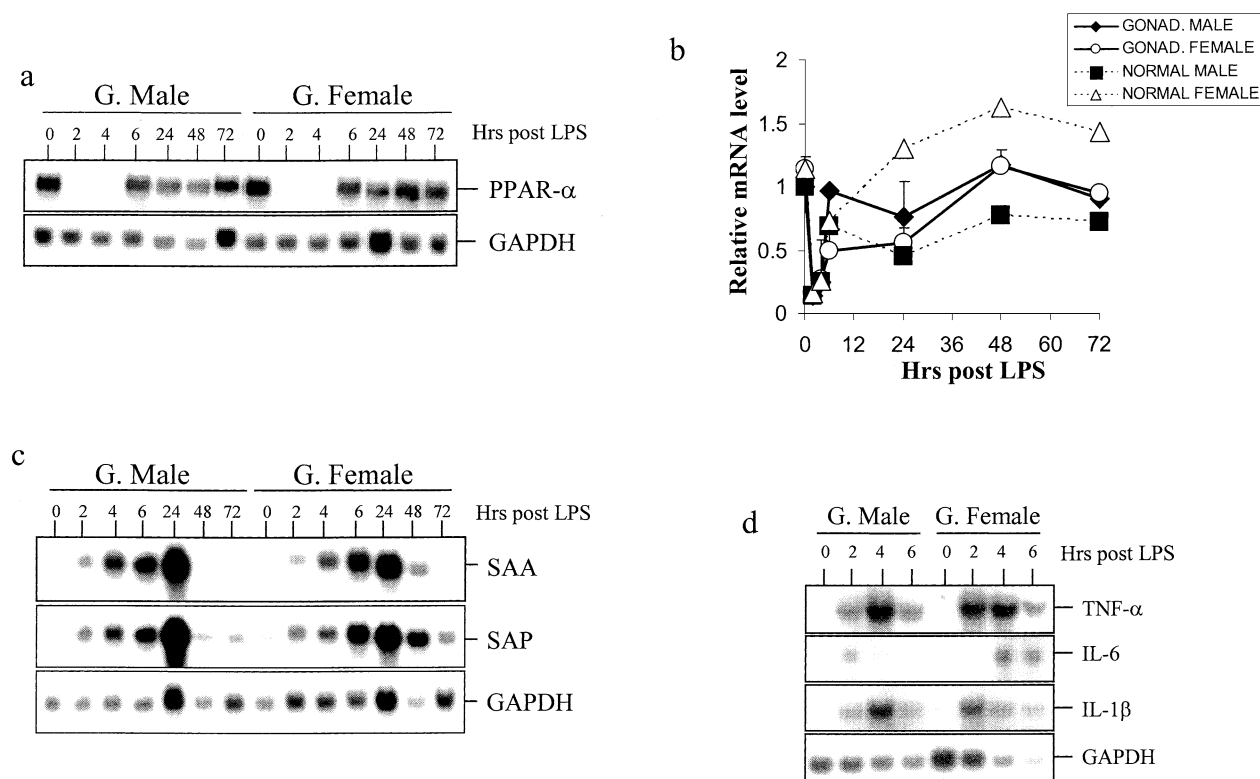 a
G. Male G. Female
0 2 4 6 24 48 72 0 2 4 6 24 48 72 Hrs post LPS
PPAR-α
GAPDH
b
GONAD. MALE
GONAD. FEMALE
NORMAL MALE
NORMAL FEMALE
Relative mRNA level
2
1.5
1
0.5
0
0 12 24 36 48 60 72
Hrs post LPS
c
G. Male G. Female
0 2 4 6 24 48 72 0 2 4 6 24 48 72 Hrs post LPS
SAA
SAP
GAPDH
d
G. Male G. Female
0 2 4 6 0 2 4 6 Hrs post LPS
TNF-α
IL-6
IL-1β
GAPDH